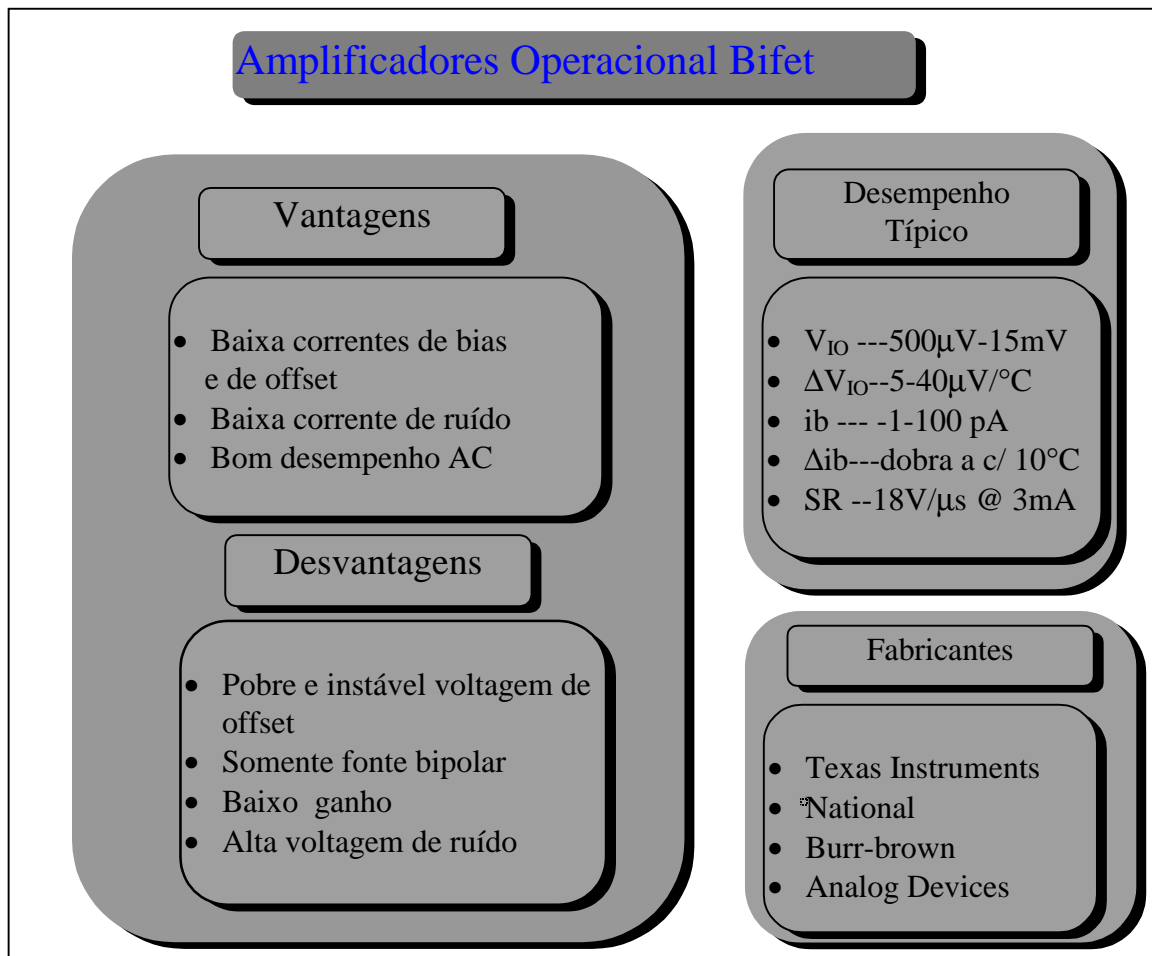 Amplificadores Operacional Bifet
Vantagens
• Baixa correntes de bias
e de offset
• Baixa corrente de ruído
• Bom desempenho AC
Desvantagens
• Pobre e instável voltagem de
offset
• Somente fonte bipolar
• Baixo ganho
• Alta voltagem de ruído
Desempenho
Típico
• VIO ---500µV-15mV
• ΔVIO--5-40µV/°C
• ib --- -1-100 pA
• Δib---dobra a c/ 10°C
• SR --18V/µs @ 3mA
Fabricantes
• Texas Instruments
• National
• Burr-brown
• Analog Devices